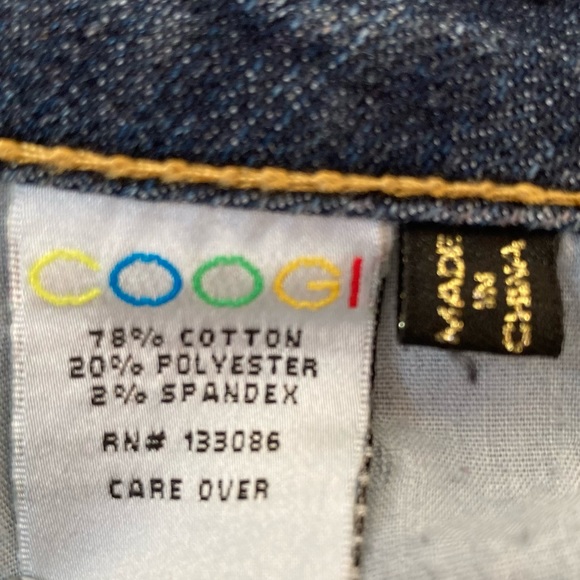 COOGI
78% COTTON
20% POLYESTER
2% SPANDEX
RN# 133086
CARE OVER
MADE
IN
CHINA